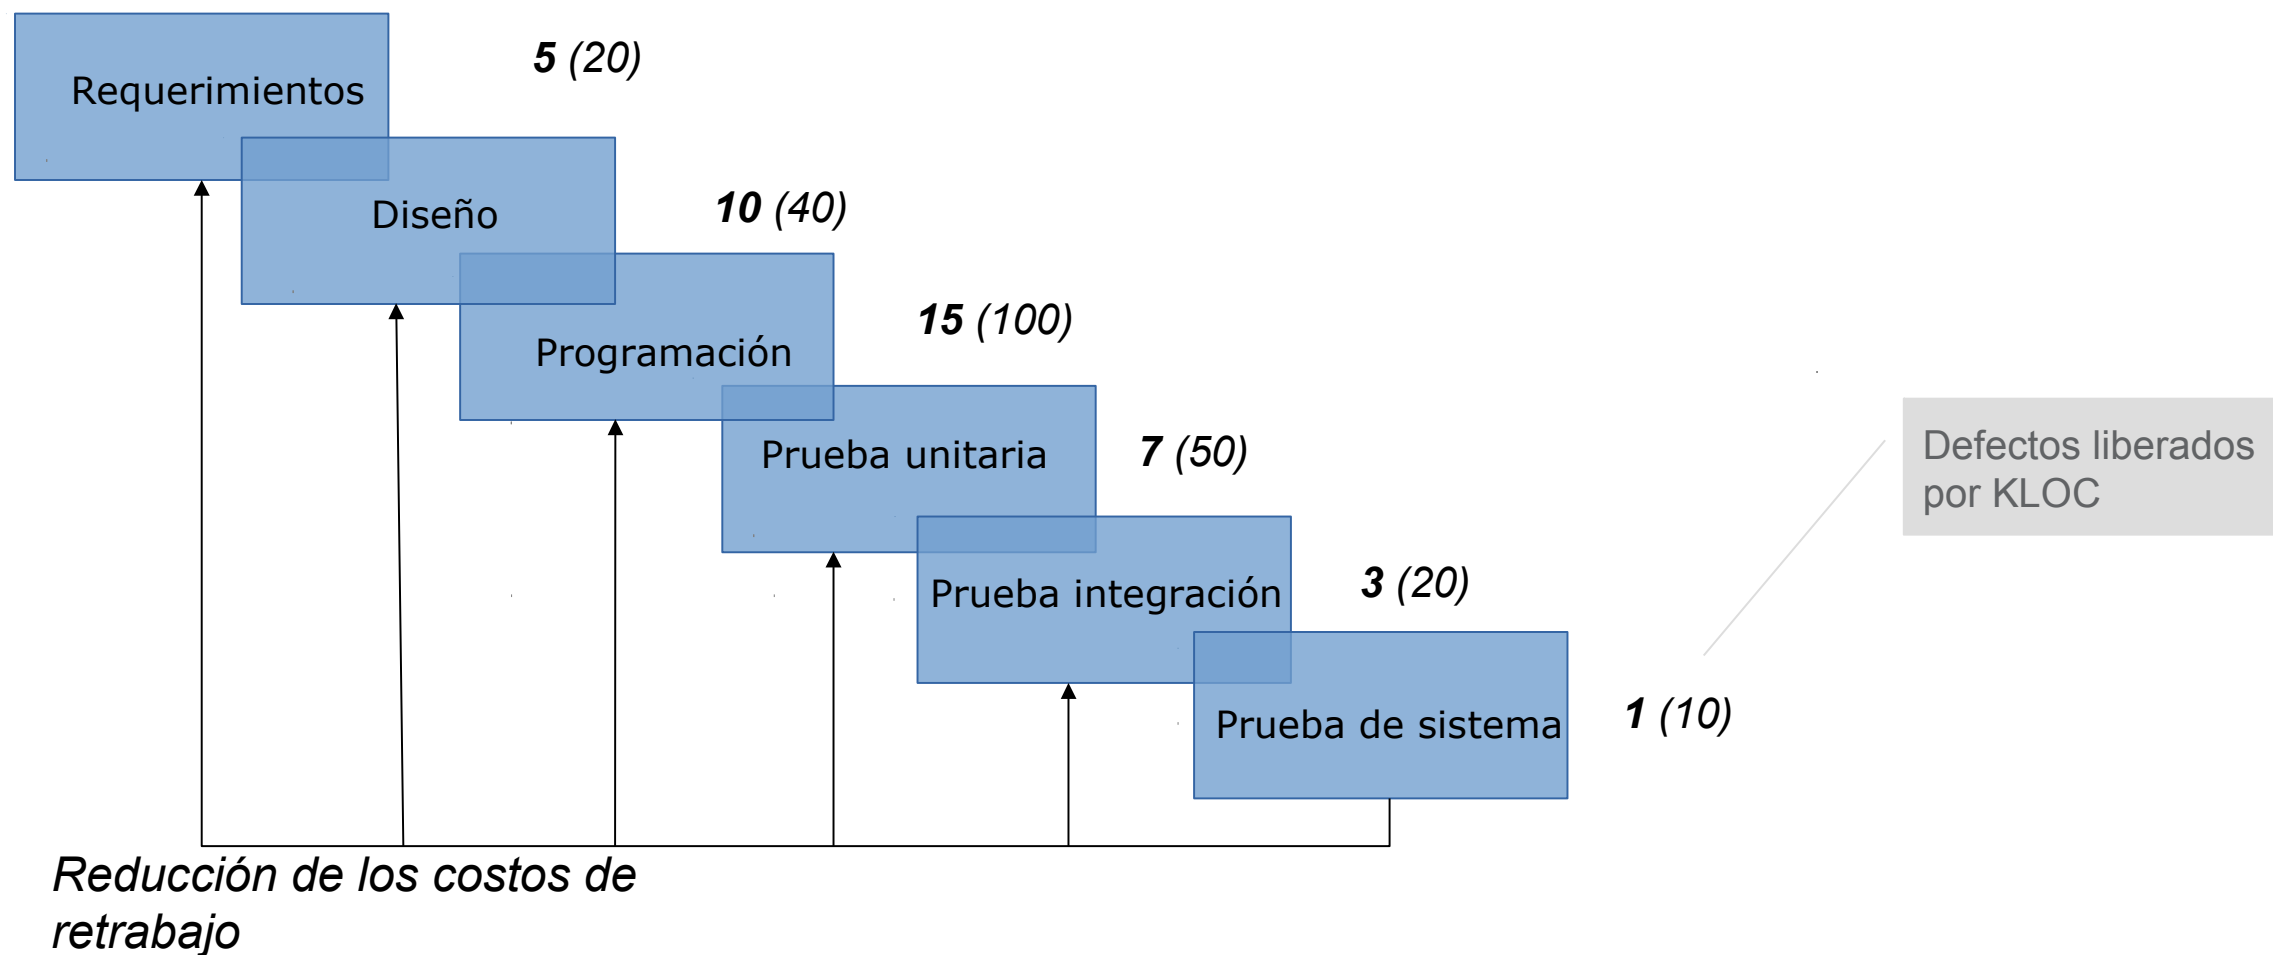 5 (20)
Requerimientos
10 (40)
Diseño
15 (100)
Programación
Prueba unitaria
7 (50)
Defectos liberados
por KLOC
Prueba integración
3 (20)
Prueba de sistema
1 (10)
Reducción de los costos de
retrabajo